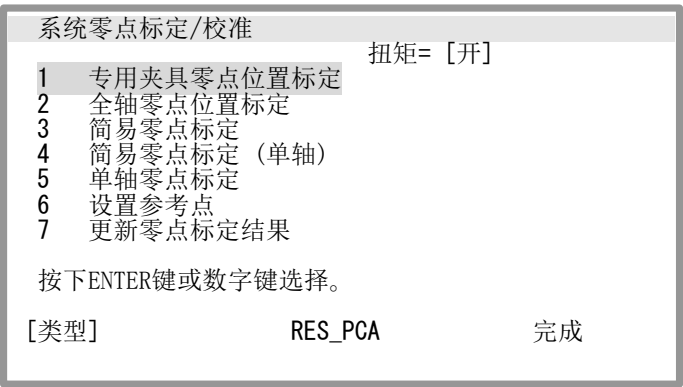 系统零点标定/校准
扭矩= [开]
1 专用夹具零点位置标定
2 全轴零点位置标定
3 简易零点标定
4 简易零点标定 (单轴)
5 单轴零点标定
6 设置参考点
7 更新零点标定结果
按下ENTER键或数字键选择。
[类型] RES_PCA 完成